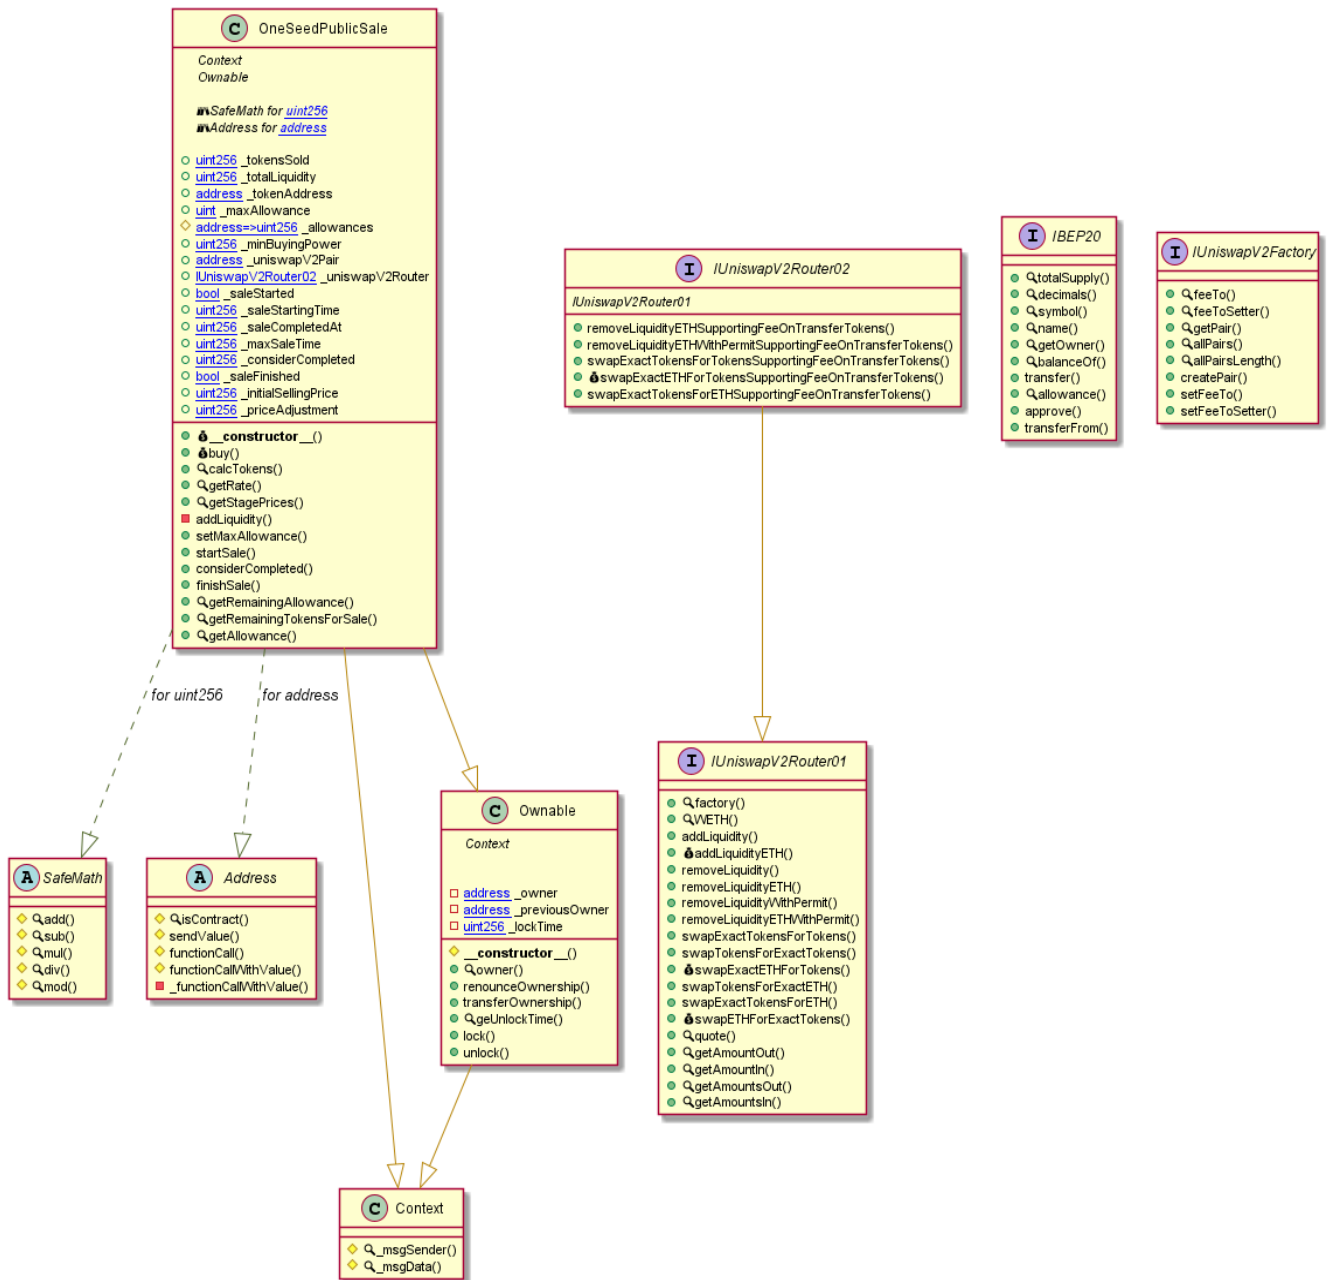 C OneSeedPublicSale
Context
Ownable
SafeMath for uint256
Address for address
uint256 _tokensSold
uint256 _totalLiquidity
address _tokenAddress
uint _maxAllowance
address=>uint256 _allowances
uint256 _minBuyingPower
address _uniswapV2Pair
IUniswapV2Router02 _uniswapV2Router
bool _saleStarted
uint256 _saleStartingTime
uint256 _saleCompletedAt
uint256 _maxSaleTime
uint256 _considerCompleted
bool _saleFinished
uint256 _initialSellingPrice
uint256 _priceAdjustment
__constructor__()
buy()
calcTokens()
getRate()
getStagePrices()
addLiquidity()
setMaxAllowance()
startSale()
considerCompleted()
finishSale()
getRemainingAllowance()
getRemainingTokensForSale()
getAllowance()
I IUniswapV2Router02
IUniswapV2Router01
removeLiquidityETHSupportingFeeOnTransferTokens()
removeLiquidityETHWithPermitSupportingFeeOnTransferTokens()
swapExactTokensForTokensSupportingFeeOnTransferTokens()
swapExactETHForTokensSupportingFeeOnTransferTokens()
swapExactTokensForETHSupportingFeeOnTransferTokens()
I IBEP20
totalSupply()
decimals()
symbol()
name()
getOwner()
balanceOf()
transfer()
allowance()
approve()
transferFrom()
I IUniswapV2Factory
feeTo()
feeToSetter()
getPair()
allPairs()
allPairsLength()
createPair()
setFeeTo()
setFeeToSetter()
for uint256
for address
A SafeMath
add()
sub()
mul()
div()
mod()
A Address
isContract()
sendValue()
functionCall()
functionCallWithValue()
_functionCallWithValue()
C Ownable
Context
address _owner
address _previousOwner
uint256 _lockTime
__constructor__()
owner()
renounceOwnership()
transferOwnership()
geUnlockTime()
lock()
unlock()
I IUniswapV2Router01
factory()
WETH()
addLiquidity()
addLiquidityETH()
removeLiquidity()
removeLiquidityETH()
removeLiquidityWithPermit()
removeLiquidityETHWithPermit()
swapExactTokensForTokens()
swapTokensForExactTokens()
swapExactETHForTokens()
swapTokensForExactETH()
swapExactTokensForETH()
swapETHForExactTokens()
quote()
getAmountOut()
getAmountIn()
getAmountsOut()
getAmountsIn()
C Context
_msgSender()
_msgData()